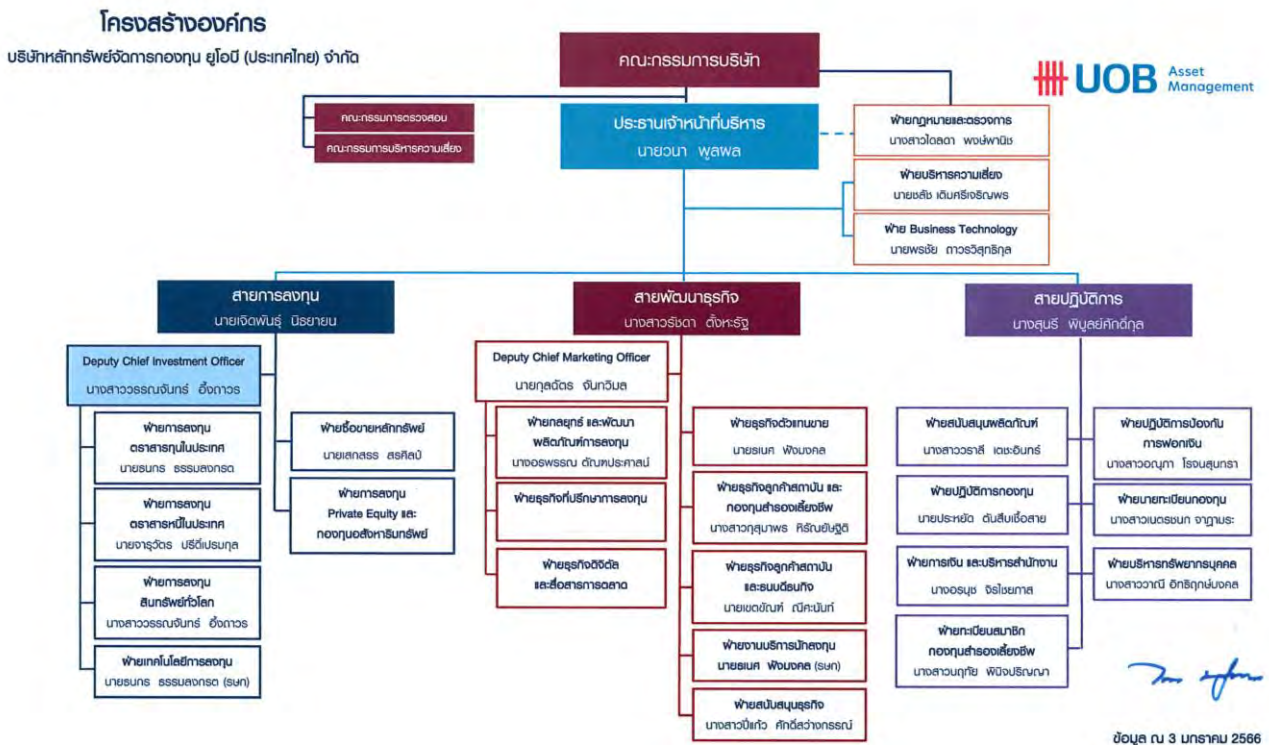 โครงสร้างองค์กร
บริษัทหลักทรัพย์จัดการกองทุน ยูโอบี (ประเทศไทย) จำกัด
คณะกรรมการบริษัท
UOB Asset
Management
คณะกรรมการตรวจสอบ
คณะกรรมการบริหารความเสี่ยง
ประธานเจ้าหน้าที่บริหาร
นายวนา พูลผล
ฝ่ายกฎหมายและตรวจการ
นางสาวไดลดา พงษ์พานิช
ฝ่ายบริหารความเสี่ยง
นายชลัช เติมศรีเจริญพร
ฝ่าย Business Technology
นายพรชัย ถาวรวิสุทธิกุล
สายการลงทุน
นายเจิดพันธุ์ นิธยายน
Deputy Chief Investment Officer
นางสาววรรณจันทร์ อึ้งถาวร
ฝ่ายการลงทุน
ตราสารทุนในประเทศ
นายธนกร ธรรมลงกรต
ฝ่ายการลงทุน
ตราสารหนี้ในประเทศ
นายจารุวัตร ปรีดิ์เปรมกุล
ฝ่ายการลงทุน
สินทรัพย์ทั่วโลก
นางสาววรรณจันทร์ อึ้งถาวร
ฝ่ายเทคโนโลยีการลงทุน
นายธนกร ธรรมลงกรต (รชก)
ฝ่ายซื้อขายหลักทรัพย์
นายเสกสรร สรศิลป์
ฝ่ายการลงทุน
Private Equity และ
กองทุนอสังหาริมทรัพย์
สายพัฒนาธุรกิจ
นางสาวรัชดา ตั้งหะรัฐ
Deputy Chief Marketing Officer
นายกุลฉัตร จันทวิมล
ฝ่ายกลยุทธ์ และพัฒนา
ผลิตภัณฑ์การลงทุน
นางอรพรรณ ตัณฑประศาสน์
ฝ่ายธุรกิจที่ปรึกษาการลงทุน
ฝ่ายธุรกิจดิจิตัล
และสื่อสารการตลาด
ฝ่ายธุรกิจตัวแทนขาย
นายธเนศ ฟังมงคล
ฝ่ายธุรกิจลูกค้าสถาบัน และ
กองทุนสำรองเลี้ยงชีพ
นางสาวกุสุมาพร หิรัณยัษฐิติ
ฝ่ายธุรกิจลูกค้าสถาบัน
และธนบดีธนกิจ
นายเขตขัณฑ์ ณีศะนันท์
ฝ่ายงานบริการนักลงทุน
นายธเนศ ฟังมงคล (รษก)
ฝ่ายสนับสนุนธุรกิจ
นางสาวปิ่แก้ว ศักดิ์สว่างกรรณ์
สายปฏิบัติการ
นางสุนรี พิบูลย์ศักดิ์กุล
ฝ่ายสนับสนุนผลิตภัณฑ์
นางสาววราลี เตชะอินทร์
ฝ่ายปฏิบัติการกองทุน
นายประหยัด ตันสืบเชื้อสาย
ฝ่ายการเงิน และบริหารสำนักงาน
นางอรนุช จิรไชยภาส
ฝ่ายทะเบียนสมาชิก
กองทุนสำรองเลี้ยงชีพ
นางสาวนฤทัย พินิจปริญญา
ฝ่ายปฏิบัติการป้องกัน
การฟอกเงิน
นางสาวอณุภา โรจนสุนทรา
ฝ่ายนายทะเบียนกองทุน
นางสาวเนตรชนก จาฏามระ
ฝ่ายบริหารทรัพยากรบุคคล
นางสาววาณี อิทธิฤกษ์มงคล
ข้อมูล ณ 3 มกราคม 2566